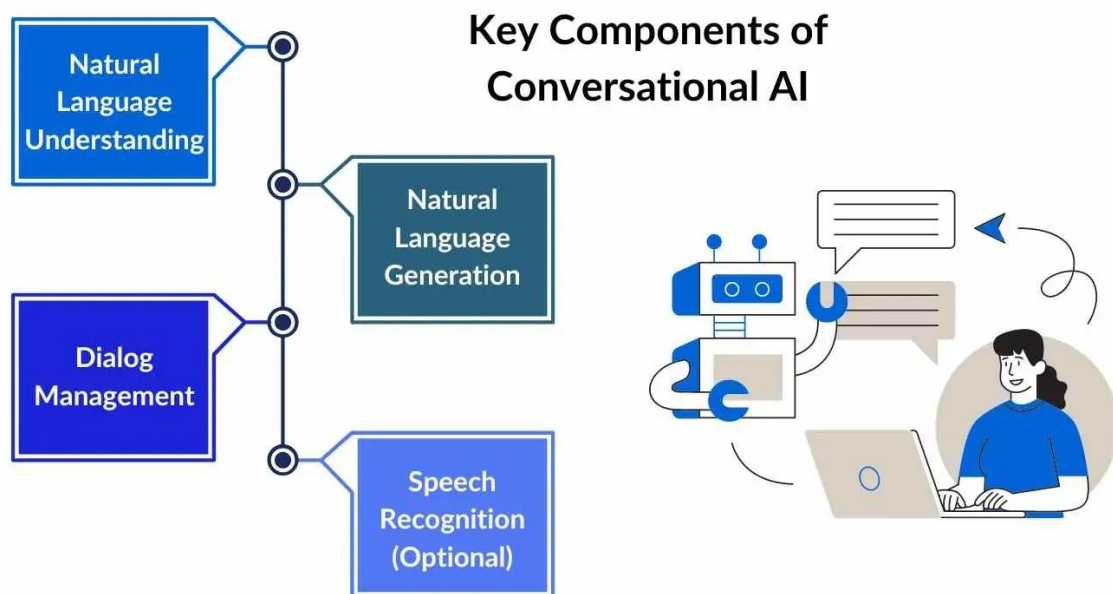 Key Components of
Conversational AI
Natural
Language
Understanding
Natural
Language
Generation
Dialog
Management
Speech
Recognition
(Optional)